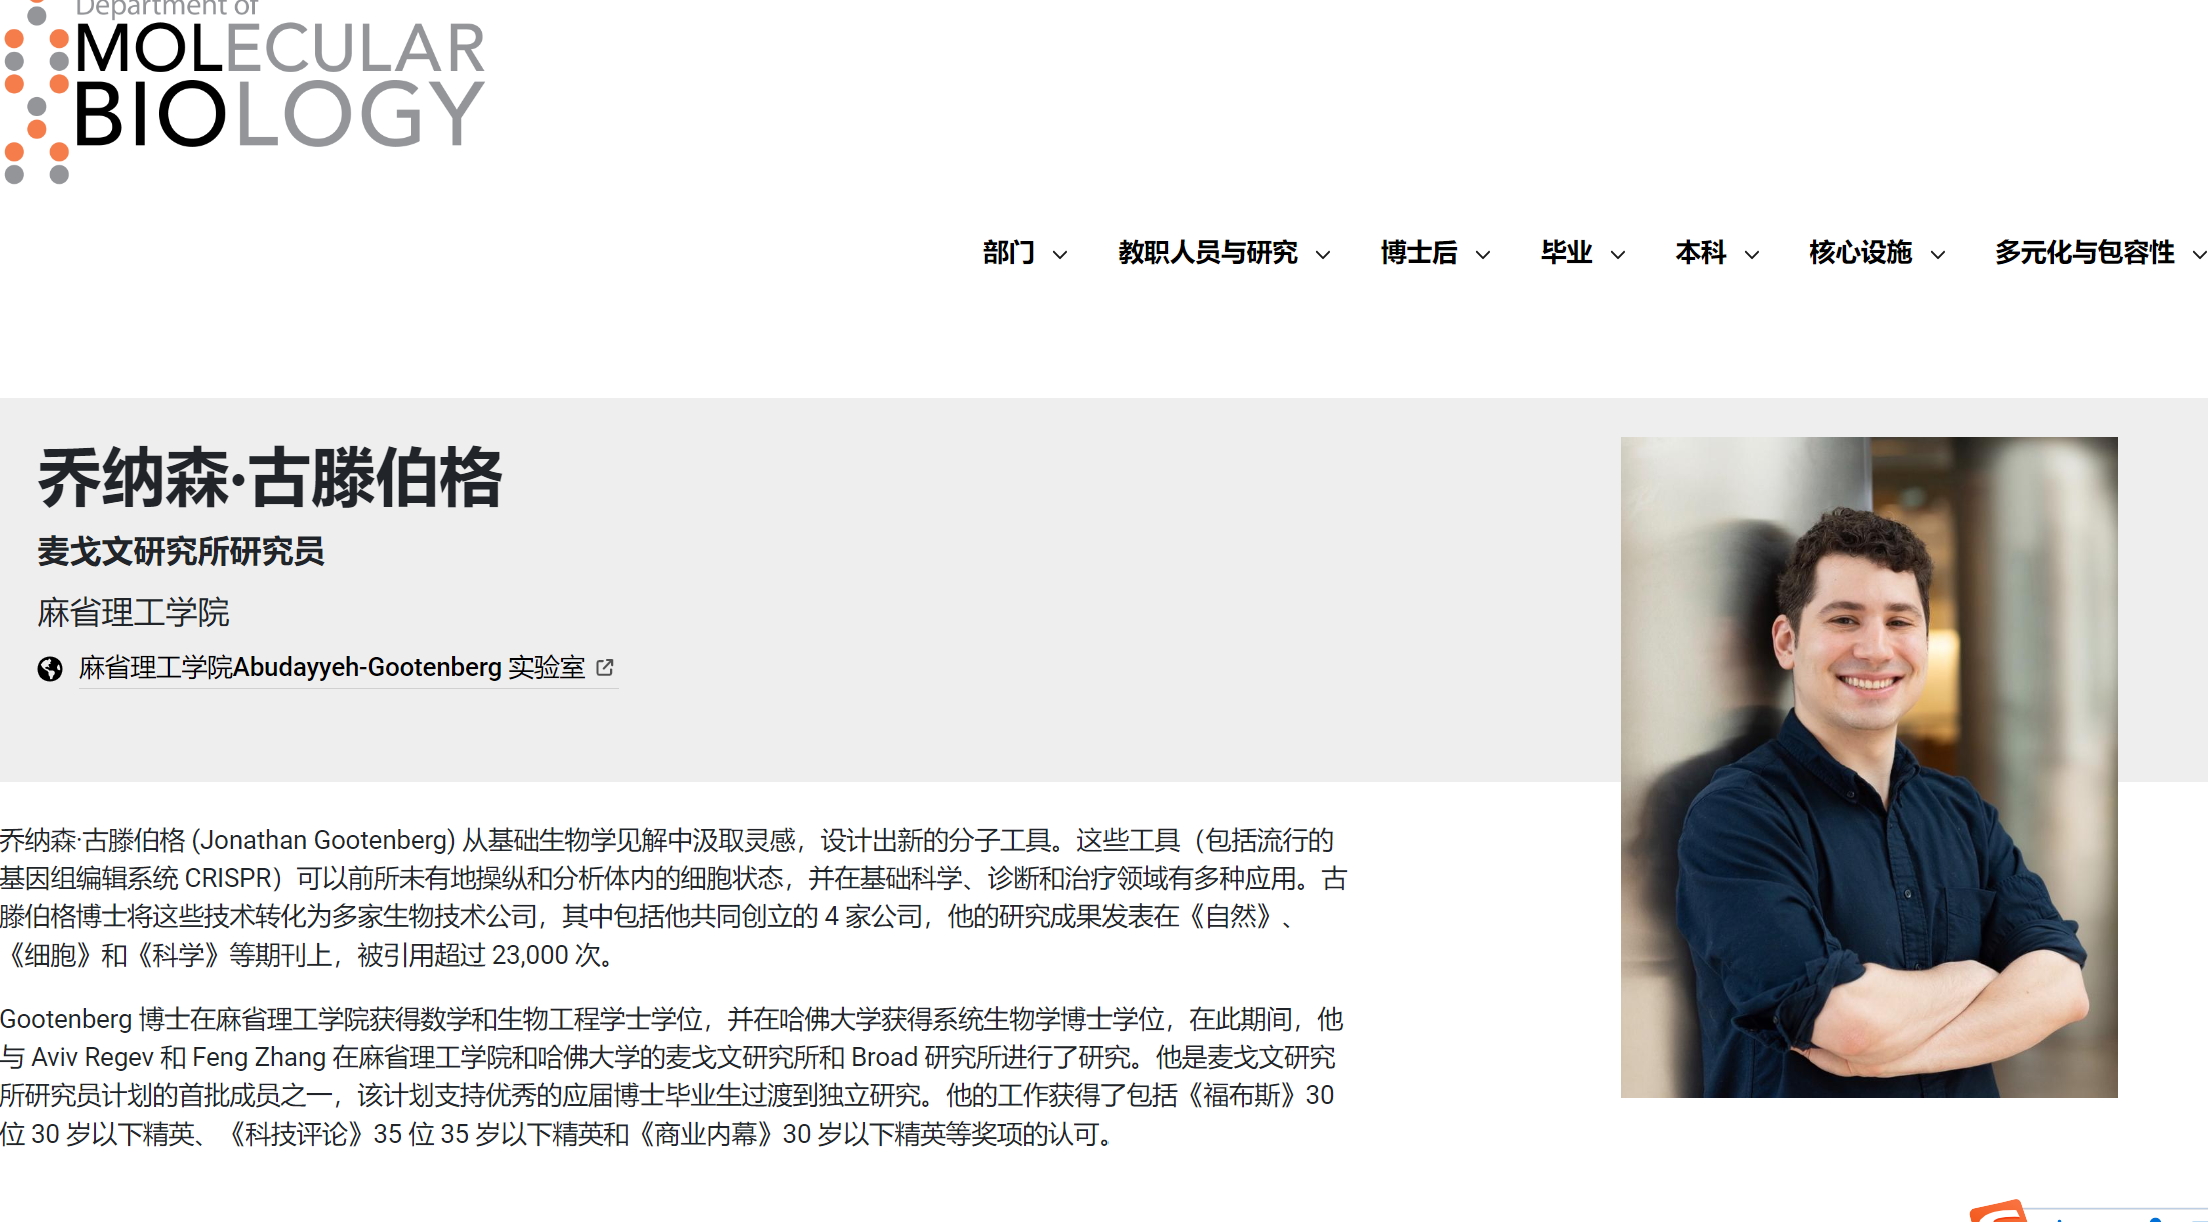 Department of
MOLECULAR
BIOLOGY
部门 教职人员与研究 博士后 毕业 本科 核心设施 多元化与包容性
乔纳森·古滕伯格
麦戈文研究所研究员
麻省理工学院
麻省理工学院Abudayyeh-Gootenberg 实验室
乔纳森·古滕伯格 (Jonathan Gootenberg) 从基础生物学见解中汲取灵感，设计出新的分子工具。这些工具（包括流行的
基因组编辑系统 CRISPR）可以前所未有地操纵和分析体内的细胞状态，并在基础科学、诊断和治疗领域有多种应用。古
滕伯格博士将这些技术转化为多家生物技术公司，其中包括他共同创立的 4 家公司，他的研究成果发表在《自然》、
《细胞》和《科学》等期刊上，被引用超过 23,000 次。
Gootenberg 博士在麻省理工学院获得数学和生物工程学士学位，并在哈佛大学获得系统生物学博士学位，在此期间，他
与 Aviv Regev 和 Feng Zhang 在麻省理工学院和哈佛大学的麦戈文研究所和 Broad 研究所进行了研究。他是麦戈文研究
所研究员计划的首批成员之一，该计划支持优秀的应届博士毕业生过渡到独立研究。他的工作获得了包括《福布斯》30
位 30 岁以下精英、《科技评论》35 位 35 岁以下精英和《商业内幕》30 岁以下精英等奖项的认可。